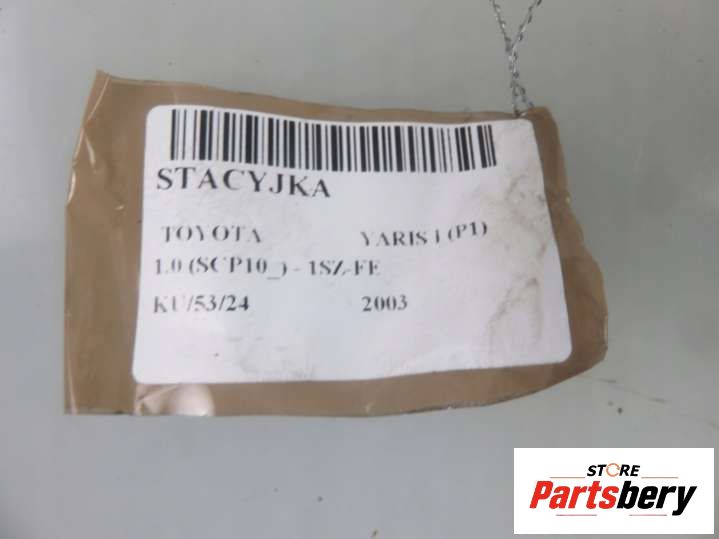 STACYJKA
TOYOTA YARIS I (P1)
1.0 (SCP10_) - 1SZ-FE
KU/53/24 2003
STORE
Partsbery